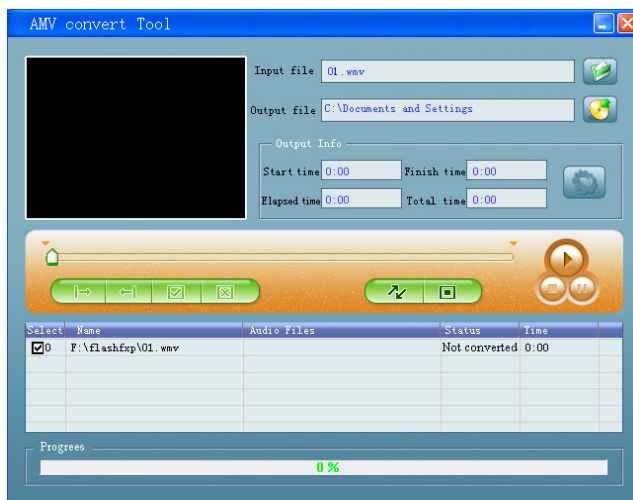 AMV convert Tool
Input file 01.wmv
Output file C:\Documents and Settings
Output Info
Start time 0:00 Finish time 0:00
Elapsed time 0:00 Total time 0:00
Select Name Audio Files Status Time
0 F:\flashfxp\01.wmv Not converted 0:00
Progrees
0 %